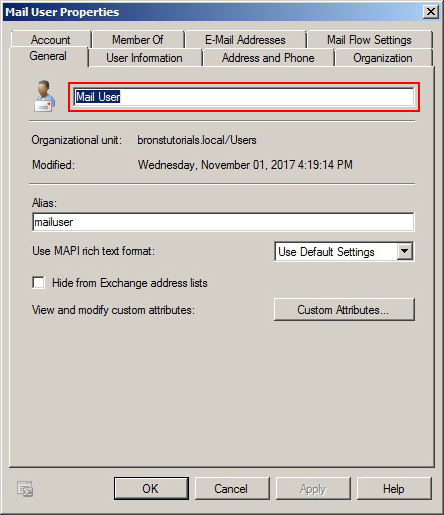 Mail User Properties
Account Member Of E-Mail Addresses Mail Flow Settings
General User Information Address and Phone Organization
Mail User
Organizational unit: bronstutorials.local/Users
Modified: Wednesday, November 01, 2017 4:19:14 PM
Alias:
mailuser
Use MAPI rich text format: Use Default Settings
Hide from Exchange address lists
View and modify custom attributes: Custom Attributes...
OK Cancel Apply Help